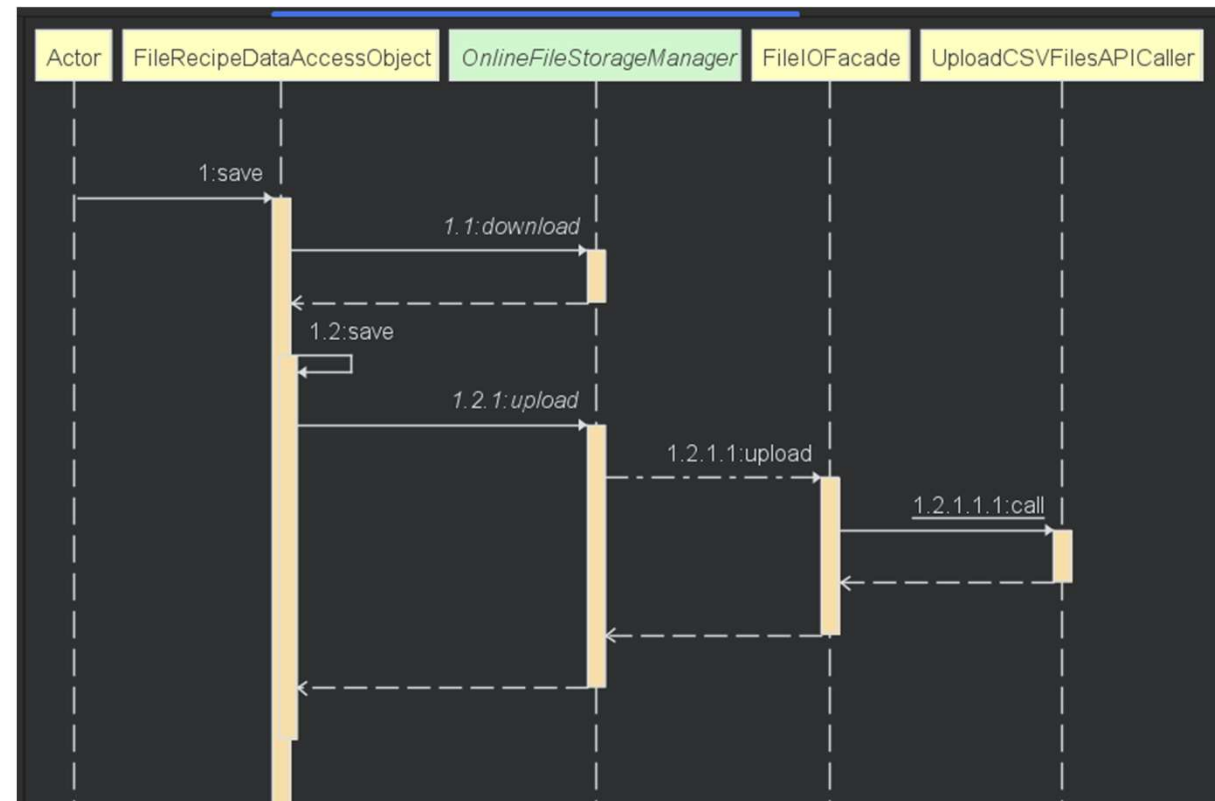 Actor
FileRecipeDataAccessObject
OnlineFileStorageManager
FileIOFacade
UploadCSVFilesAPICaller
1:save
1.1:download
1.2:save
1.2.1:upload
1.2.1.1:upload
1.2.1.1.1:call